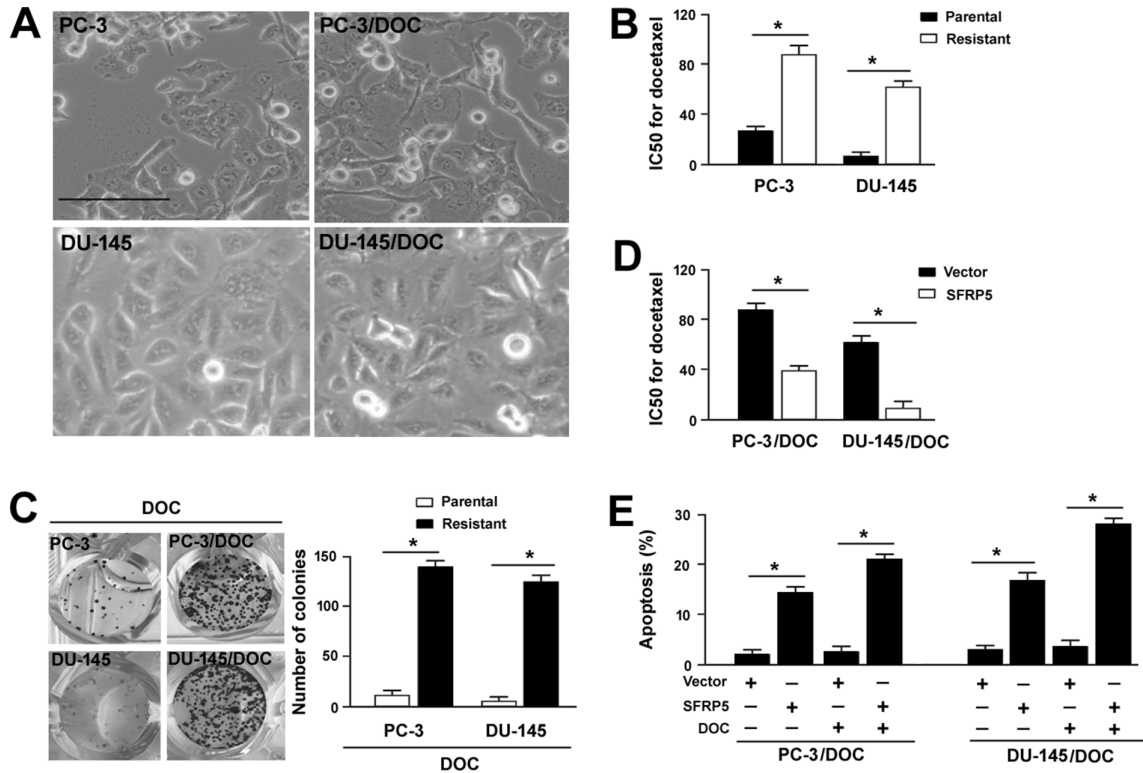 A
PC-3
PC-3/DOC
DU-145
DU-145/DOC
B
Parental
Resistant
IC50 for docetaxel
120
80
40
0
*
*
PC-3
DU-145
D
Vector
SFRP5
IC50 for docetaxel
120
80
40
0
*
*
PC-3/DOC
DU-145/DOC
C
DOC
PC-3
PC-3/DOC
DU-145
DU-145/DOC
Parental
Resistant
Number of colonies
150
100
50
0
*
*
PC-3
DU-145
DOC
E
Apoptosis (%)
30
20
10
0
*
*
*
*
Vector + – + – + – + –
SFRP5 – + – + – + – +
DOC – – + + – – + +
PC-3/DOC
DU-145/DOC